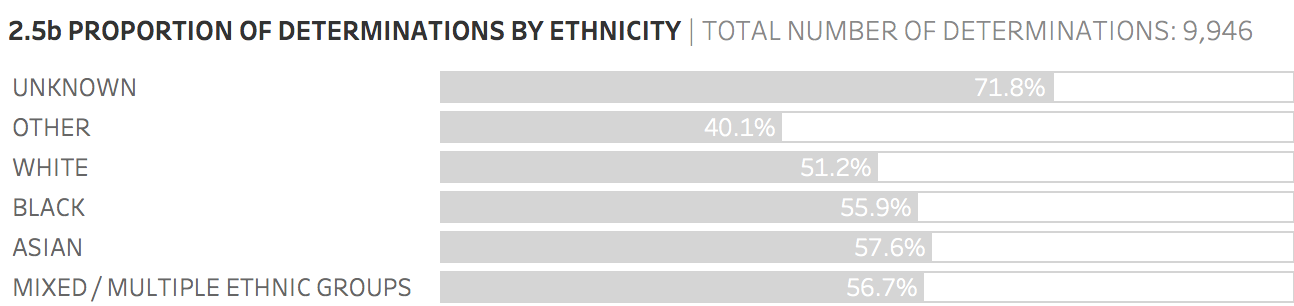 2.5b PROPORTION OF DETERMINATIONS BY ETHNICITY | TOTAL NUMBER OF DETERMINATIONS: 9,946
UNKNOWN 71.8%
OTHER 40.1%
WHITE 51.2%
BLACK 55.9%
ASIAN 57.6%
MIXED / MULTIPLE ETHNIC GROUPS 56.7%